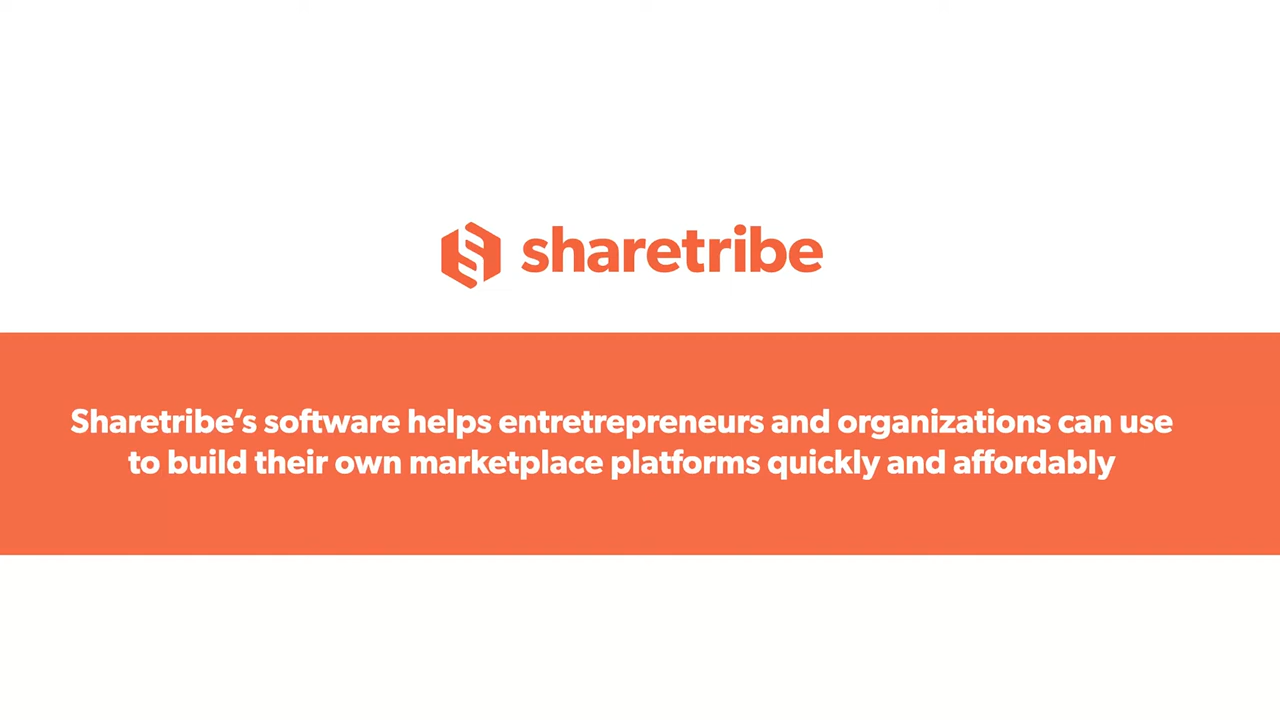 sharetribe
Sharetribe’s software helps entretrepreneurs and organizations can use
to build their own marketplace platforms quickly and affordably